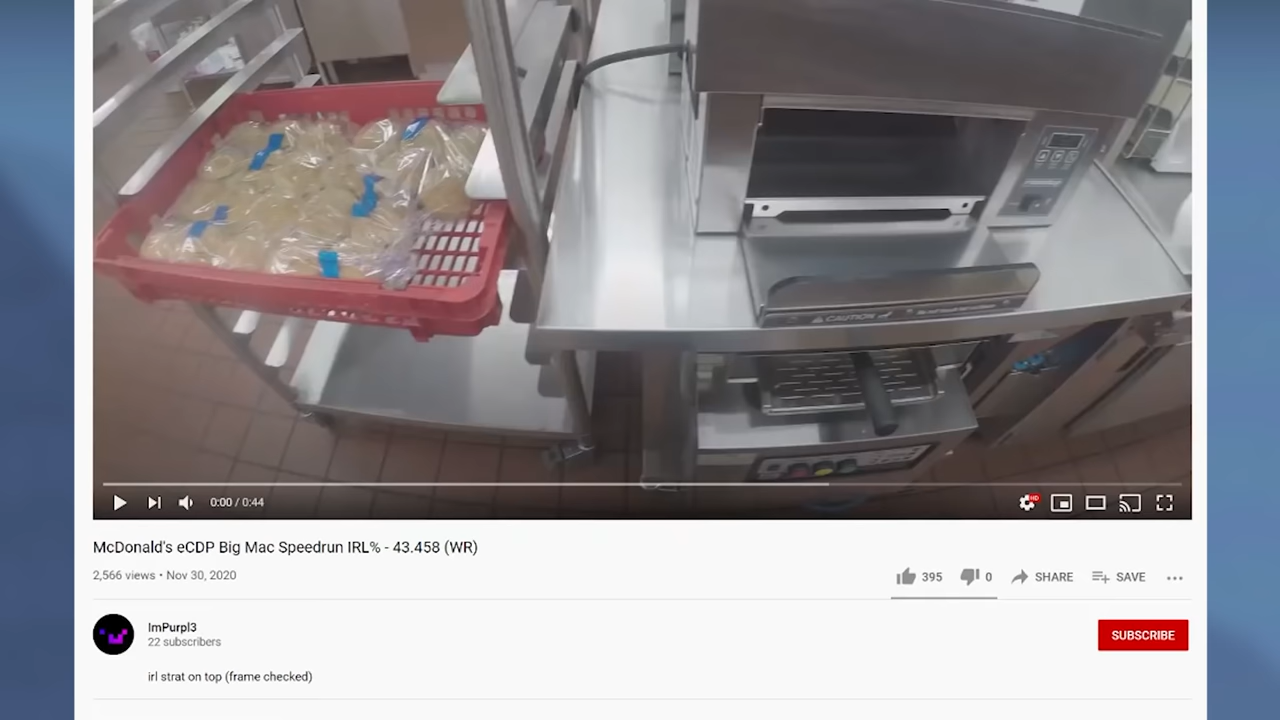 CAUTION
0:00 / 0:44
HD
McDonald's eCDP Big Mac Speedrun IRL% - 43.458 (WR)
2,566 views • Nov 30, 2020
395
0
SHARE
SAVE
ImPurpl3
22 subscribers
SUBSCRIBE
irl strat on top (frame checked)